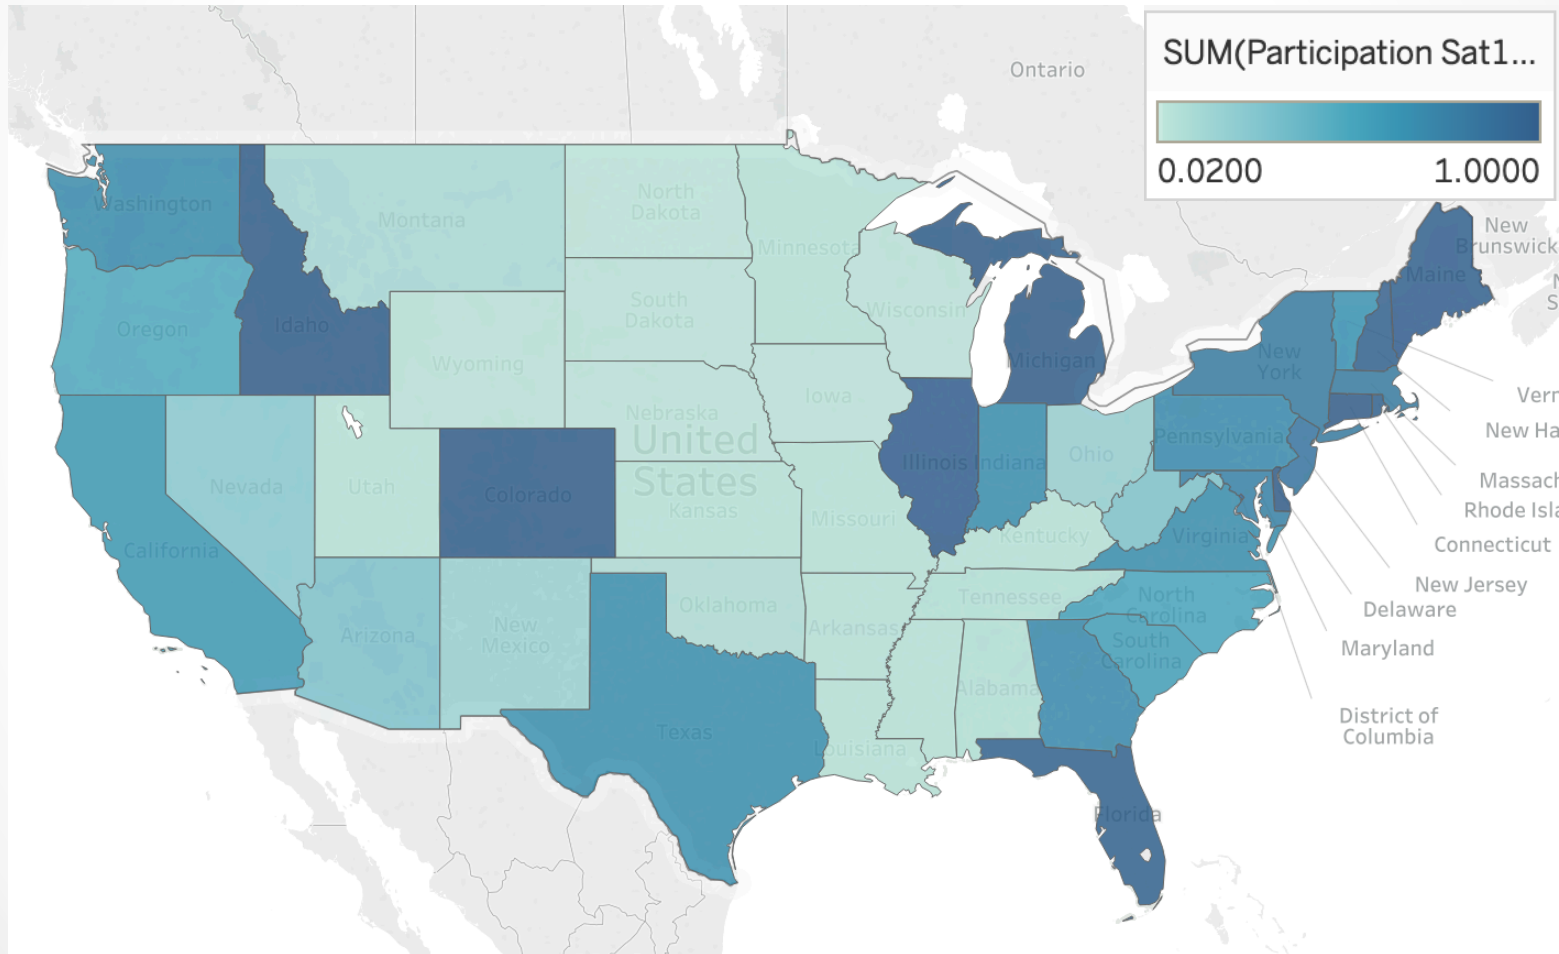 SUM(Participation Sat1...
0.0200 1.0000
Ontario
New
Brunswick
N
S
Washington
Montana
North
Dakota
Minnesota
Maine
Oregon
Idaho
South
Dakota
Wisconsin
Michigan
New
York
Wyoming
Iowa
Nebraska
United
States
Kansas
Nevada
Utah
Colorado
Illinois
Indiana
Ohio
Pennsylvania
Vern
New Ha
Massach
Rhode Isla
Connecticut
New Jersey
Delaware
Maryland
District of
Columbia
California
Missouri
Kentucky
Virginia
Arizona
New
Mexico
Oklahoma
Arkansas
Tennessee
North
Carolina
South
Carolina
Alabama
Texas
Louisiana
Florida